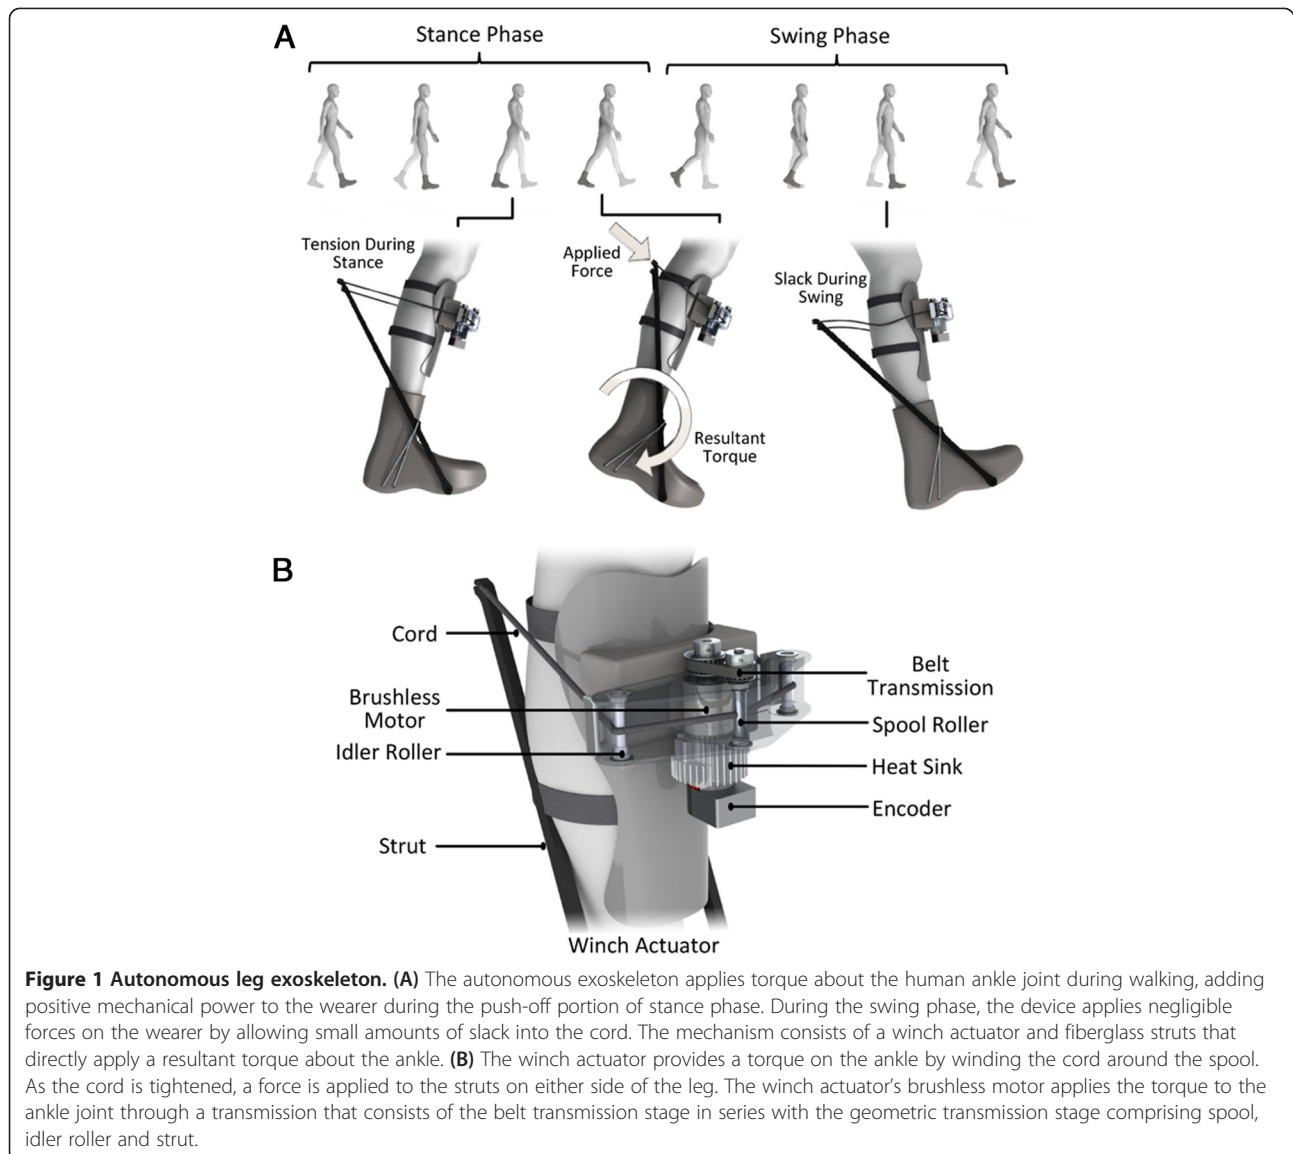 A
Stance Phase
Swing Phase
Tension During
Stance
Applied
Force
Slack During
Swing
Resultant
Torque
B
Cord
Brushless
Motor
Idler Roller
Strut
Belt
Transmission
Spool Roller
Heat Sink
Encoder
Winch Actuator
Figure 1 Autonomous leg exoskeleton. (A) The autonomous exoskeleton applies torque about the human ankle joint during walking, adding
positive mechanical power to the wearer during the push-off portion of stance phase. During the swing phase, the device applies negligible
forces on the wearer by allowing small amounts of slack into the cord. The mechanism consists of a winch actuator and fiberglass struts that
directly apply a resultant torque about the ankle. (B) The winch actuator provides a torque on the ankle by winding the cord around the spool.
As the cord is tightened, a force is applied to the struts on either side of the leg. The winch actuator's brushless motor applies the torque to the
ankle joint through a transmission that consists of the belt transmission stage in series with the geometric transmission stage comprising spool,
idler roller and strut.